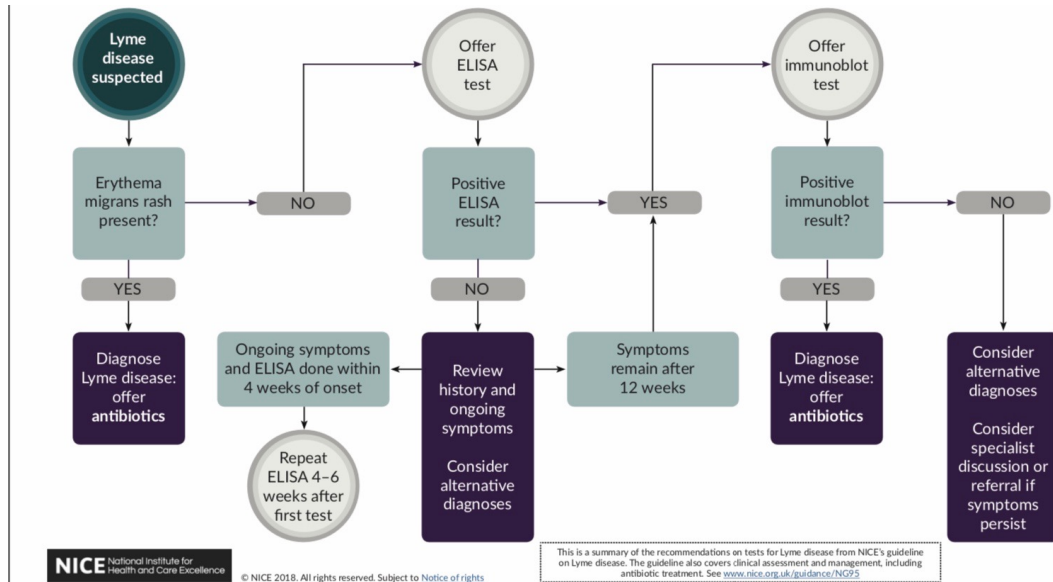 Lyme
disease
suspected
Erythema
migrans rash
present?
NO
YES
Diagnose
Lyme disease:
offer
antibiotics
Offer
ELISA
test
Positive
ELISA
result?
YES
NO
Review
history and
ongoing
symptoms
Consider
alternative
diagnoses
Ongoing symptoms
and ELISA done within
4 weeks of onset
Repeat
ELISA 4–6
weeks after
first test
Symptoms
remain after
12 weeks
Offer
immunoblot
test
Positive
immunoblot
result?
NO
YES
Diagnose
Lyme disease:
offer
antibiotics
Consider
alternative
diagnoses
Consider
specialist
discussion or
referral if
symptoms
persist
NICE National Institute for
Health and Care Excellence
© NICE 2018. All rights reserved. Subject to Notice of rights
This is a summary of the recommendations on tests for Lyme disease from NICE's guideline
on Lyme disease. The guideline also covers clinical assessment and management, including
antibiotic treatment. See www.nice.org.uk/guidance/NG95